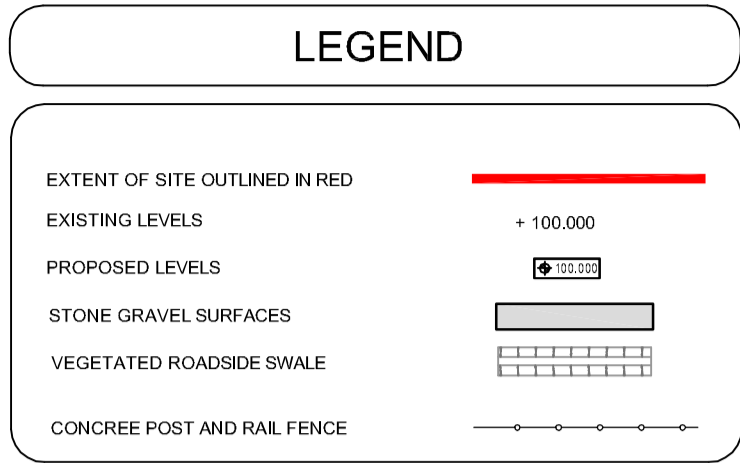 LEGEND
EXTENT OF SITE OUTLINED IN RED
EXISTING LEVELS + 100.000
PROPOSED LEVELS 100.000
STONE GRAVEL SURFACES
VEGETATED ROADSIDE SWALE
CONCREE POST AND RAIL FENCE